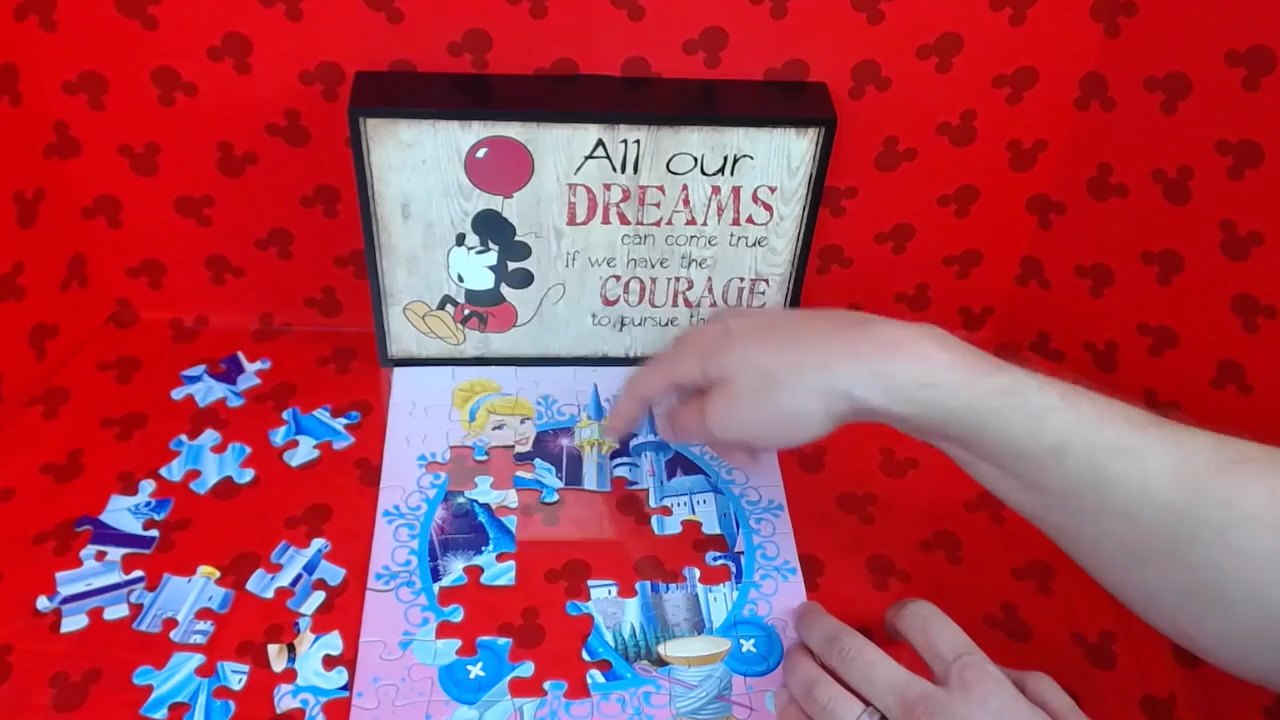 All our
DREAMS
can come true
if we have the
COURAGE
to pursue